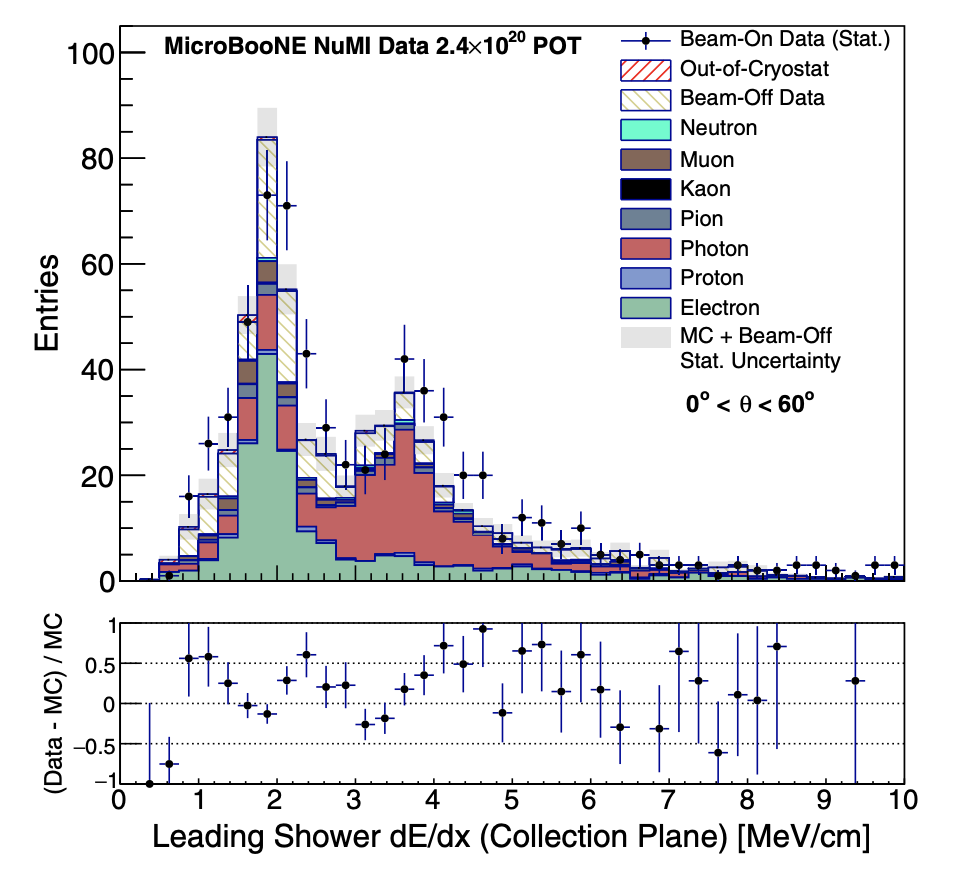 MicroBooNE NuMI Data 2.4×10²⁰ POT
Beam-On Data (Stat.)
Out-of-Cryostat
Beam-Off Data
Neutron
Muon
Kaon
Pion
Photon
Proton
Electron
MC + Beam-Off
Stat. Uncertainty
0° < θ < 60°
Entries
100
80
60
40
20
0
(Data - MC) / MC
1
0.5
0
−0.5
−1
0 1 2 3 4 5 6 7 8 9 10
Leading Shower dE/dx (Collection Plane) [MeV/cm]